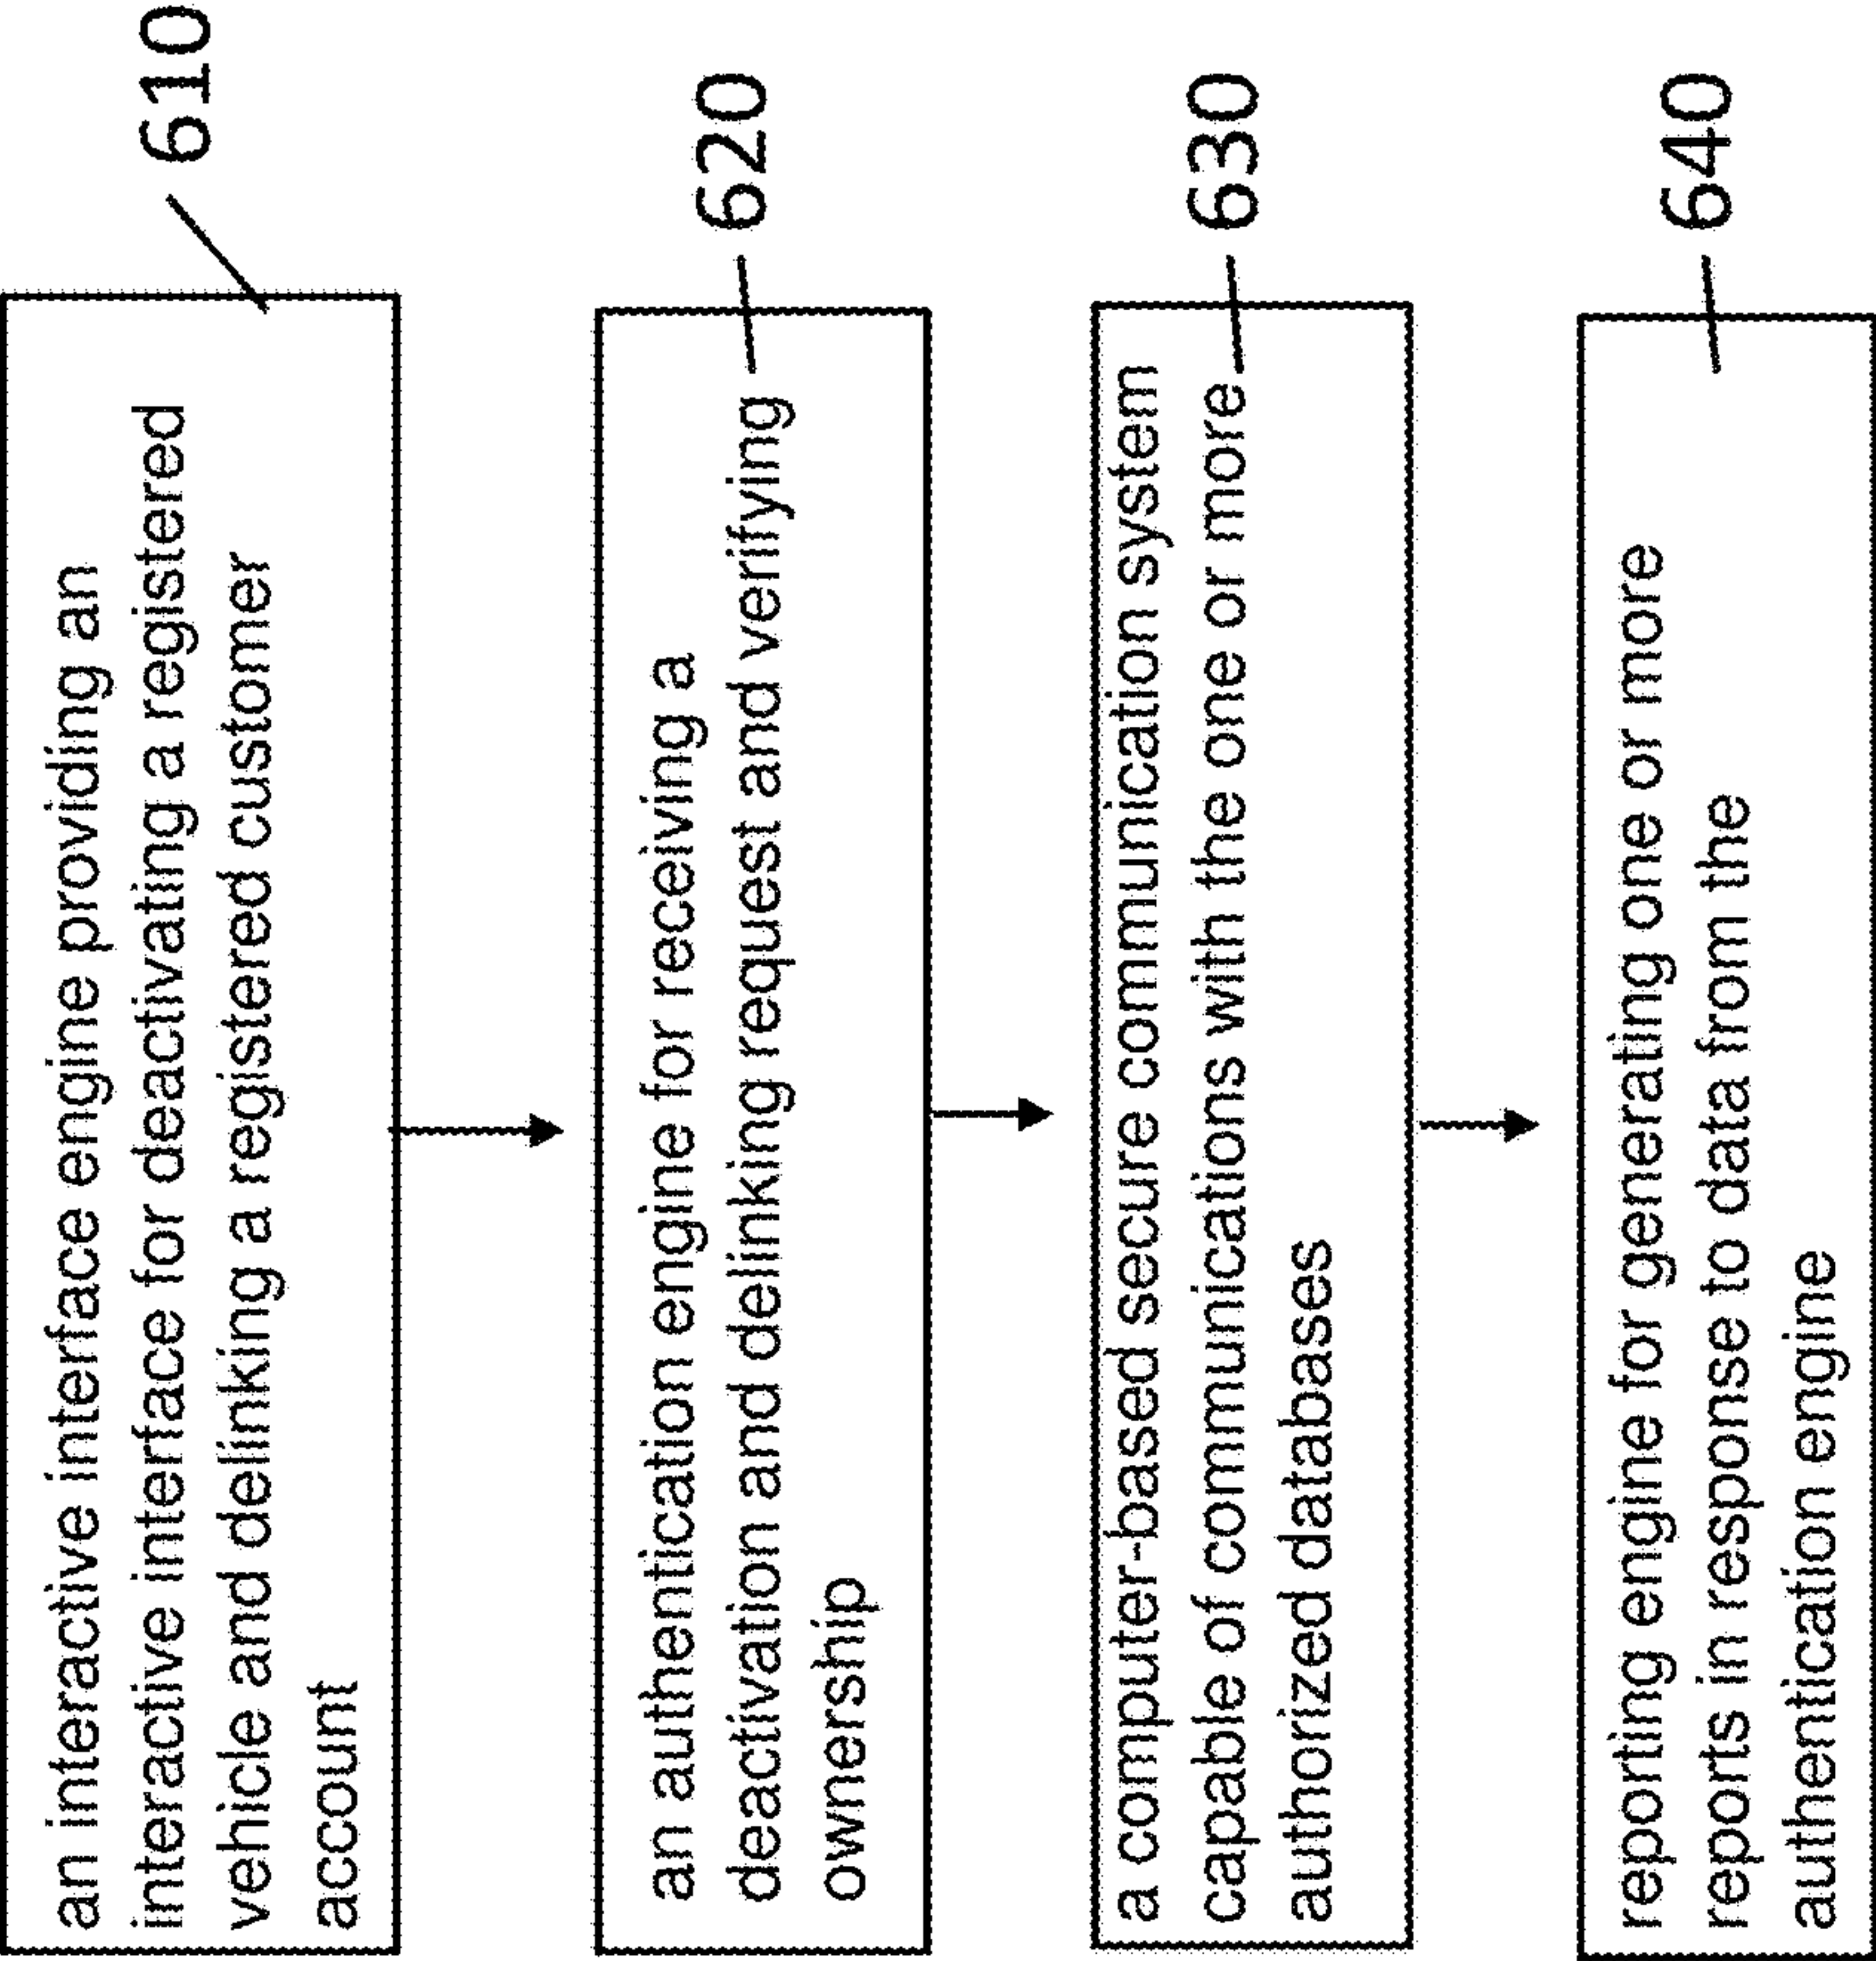 an interactive interface engine providing an
interactive interface for deactivating a registered
vehicle and delinking a registered customer
account
610
an authentication engine for receiving a
deactivation and delinking request and verifying
ownership
620
a computer-based secure communication system
capable of communications with the one or more
authorized databases
630
reporting engine for generating one or more
reports in response to data from the
authentication engine
640